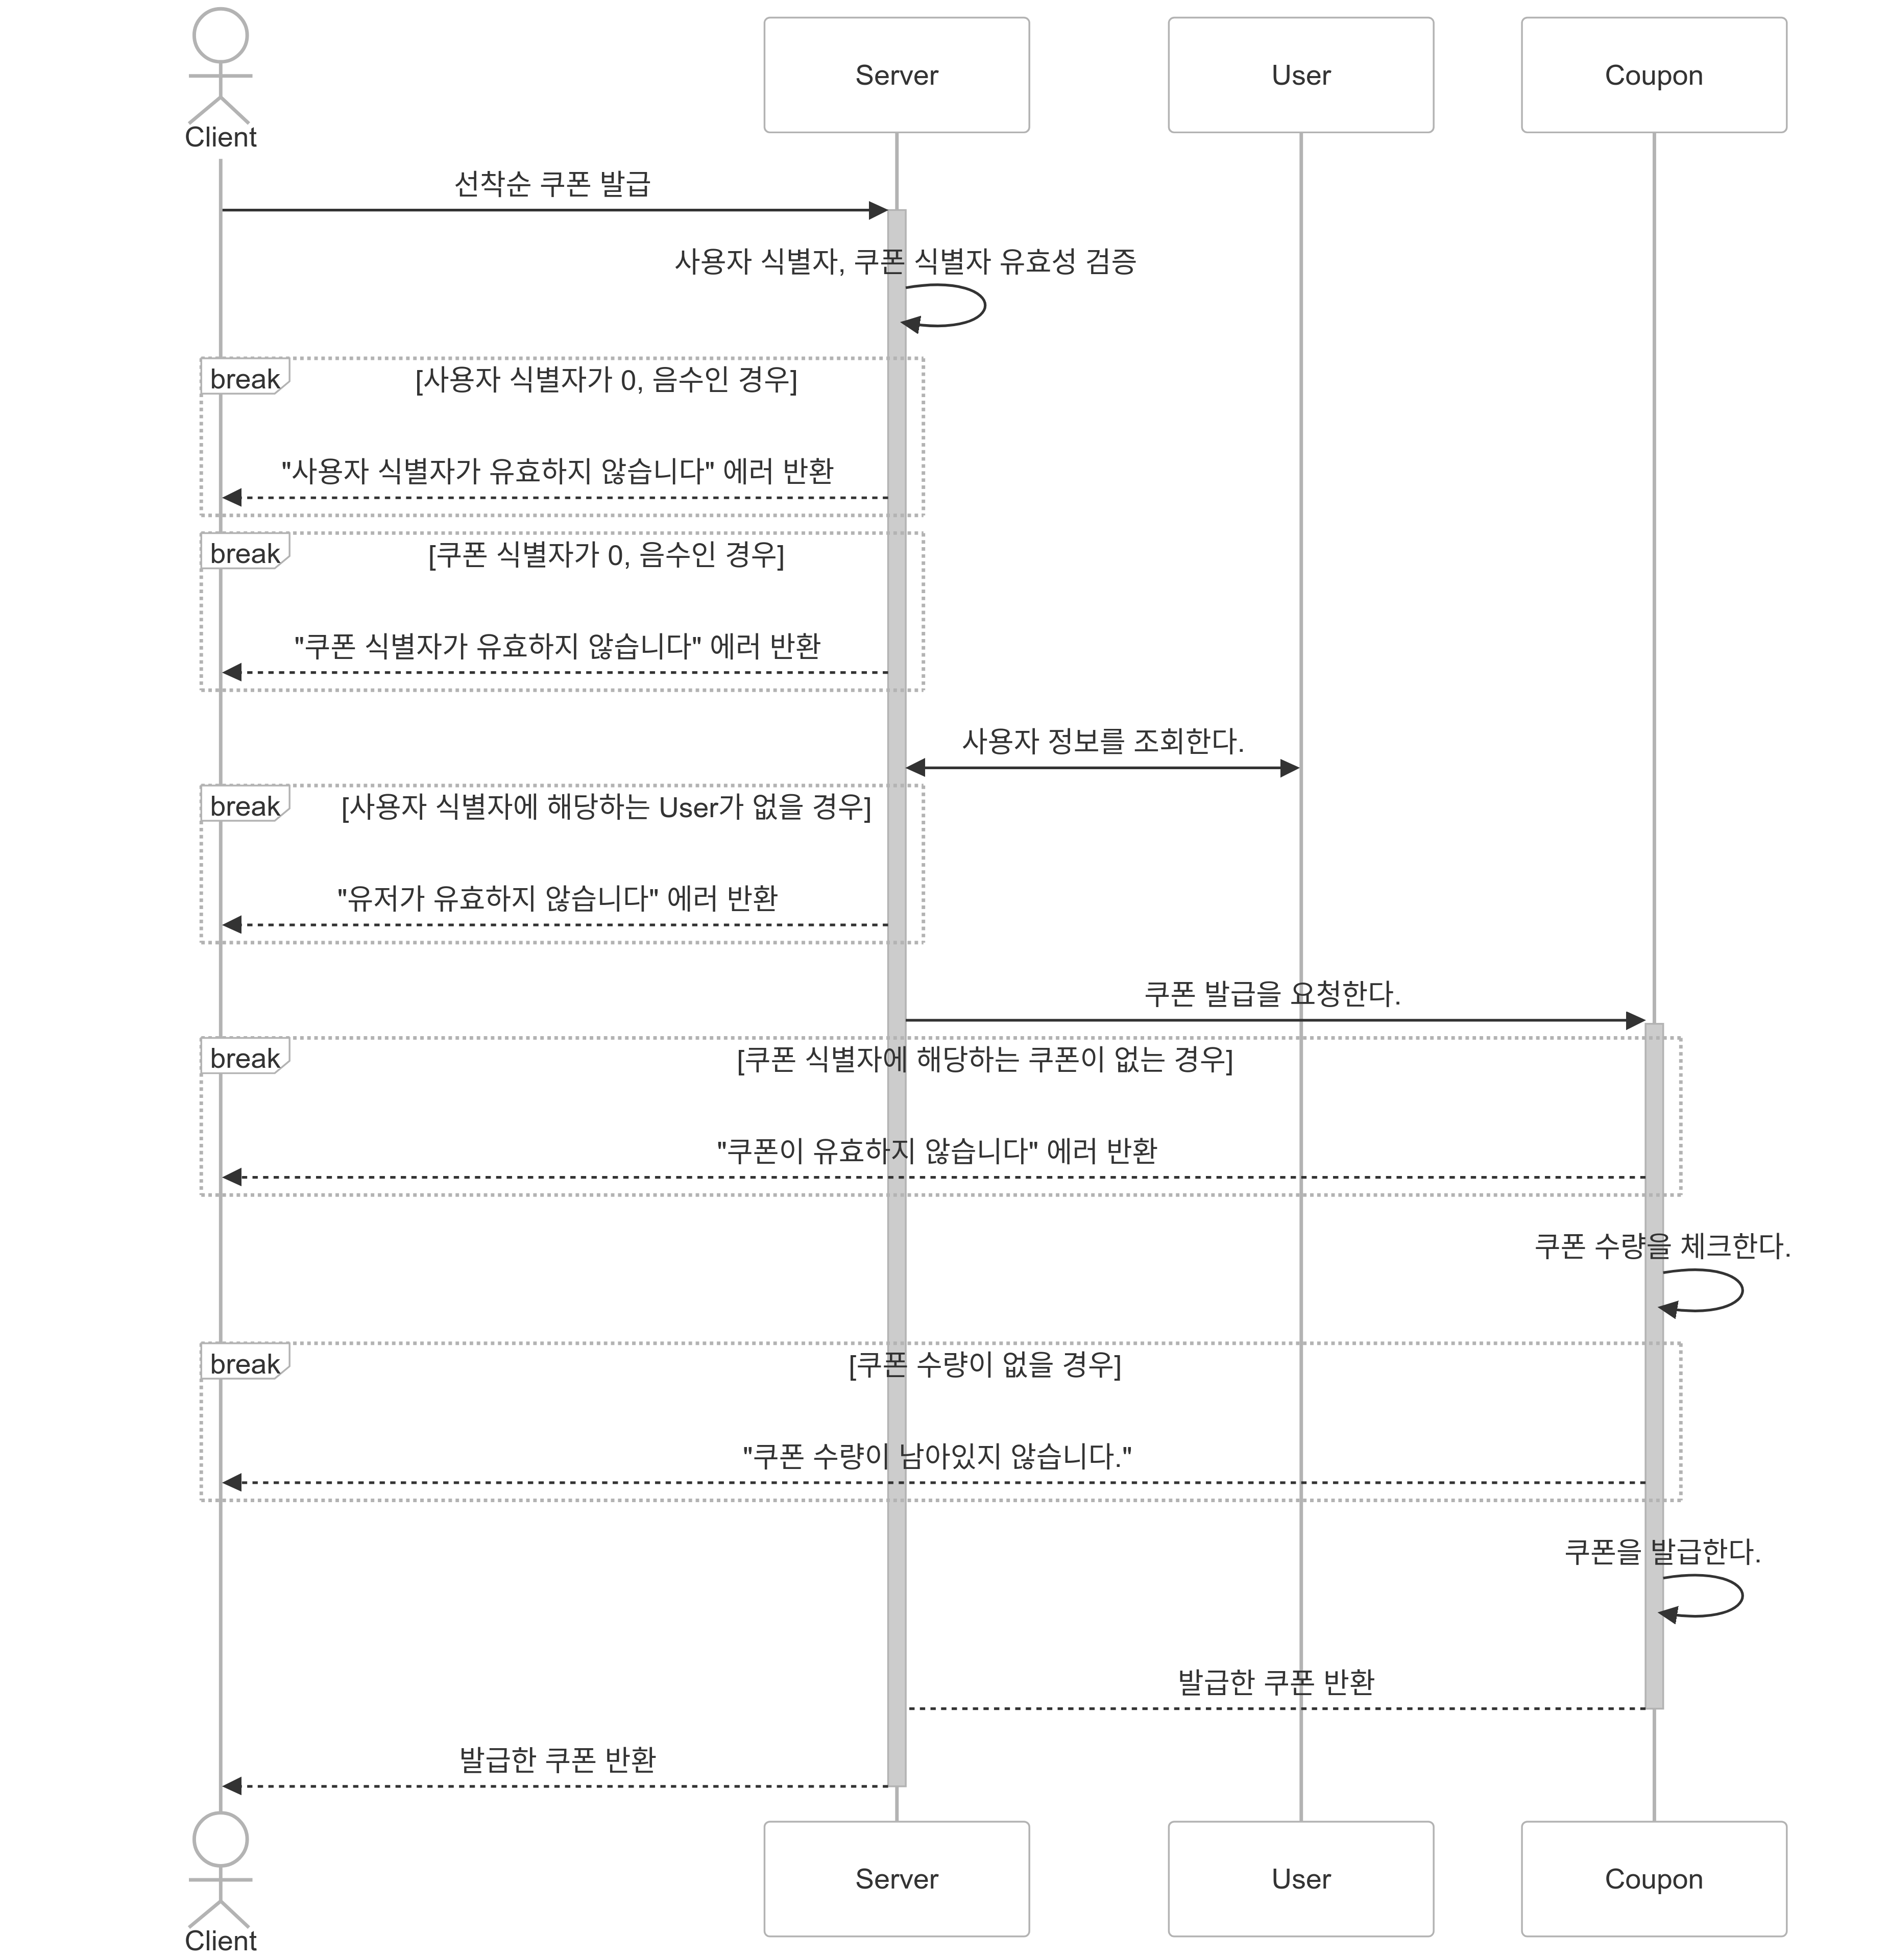 Client
Server
User
Coupon
선착순 쿠폰 발급
사용자 식별자, 쿠폰 식별자 유효성 검증
break
[사용자 식별자가 0, 음수인 경우]
"사용자 식별자가 유효하지 않습니다" 에러 반환
break
[쿠폰 식별자가 0, 음수인 경우]
"쿠폰 식별자가 유효하지 않습니다" 에러 반환
사용자 정보를 조회한다.
break
[사용자 식별자에 해당하는 User가 없을 경우]
"유저가 유효하지 않습니다" 에러 반환
쿠폰 발급을 요청한다.
break
[쿠폰 식별자에 해당하는 쿠폰이 없는 경우]
"쿠폰이 유효하지 않습니다" 에러 반환
쿠폰 수량을 체크한다.
break
[쿠폰 수량이 없을 경우]
"쿠폰 수량이 남아있지 않습니다."
쿠폰을 발급한다.
발급한 쿠폰 반환
발급한 쿠폰 반환
Client
Server
User
Coupon